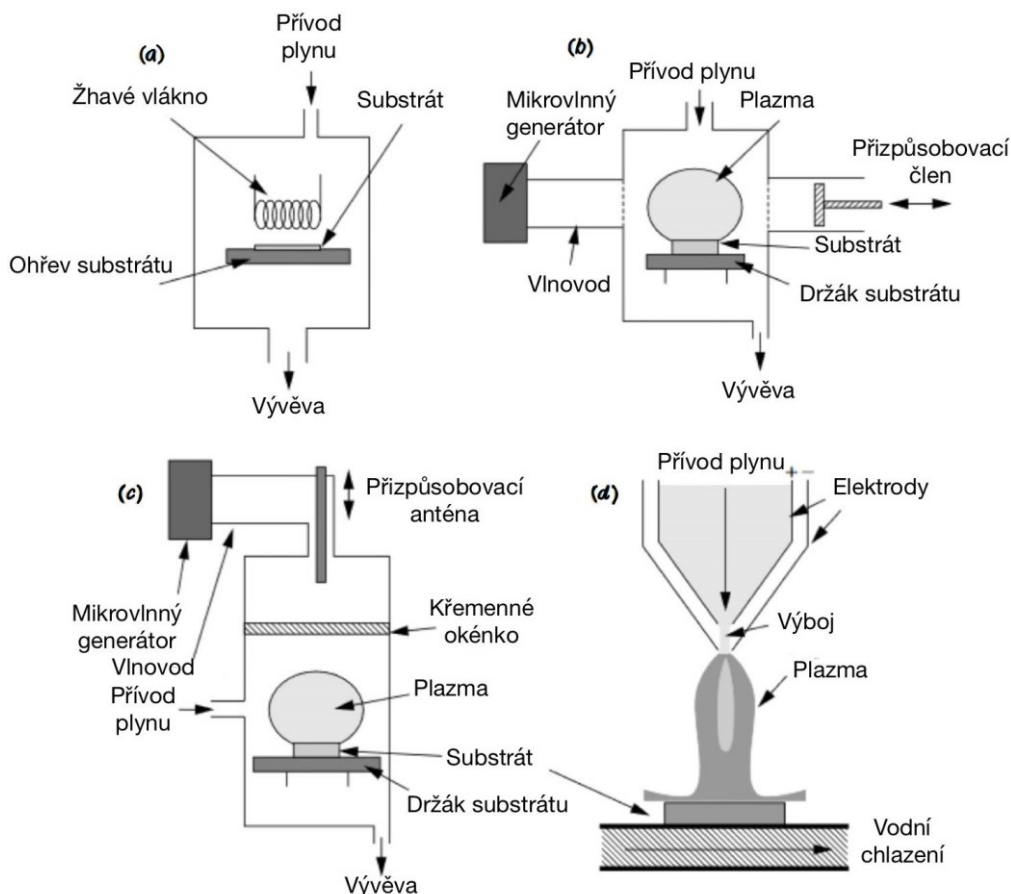 (a)
Přívod
plynu
Žhavé vlákno
Substrát
Ohřev substrátu
Vývěva
(b)
Přívod plynu
Mikrovlnný
generátor
Plazma
Přizpůsobovací
člen
Substrát
Vlnovod
Držák substrátu
Vývěva
(c)
Přizpůsobovací
anténa
Mikrovlnný
generátor
Vlnovod
Křemenné
okénko
Přívod
plynu
Plazma
Substrát
Držák substrátu
Vývěva
(d)
Přívod plynu
+ −
Elektrody
Výboj
Plazma
Vodní
chlazení